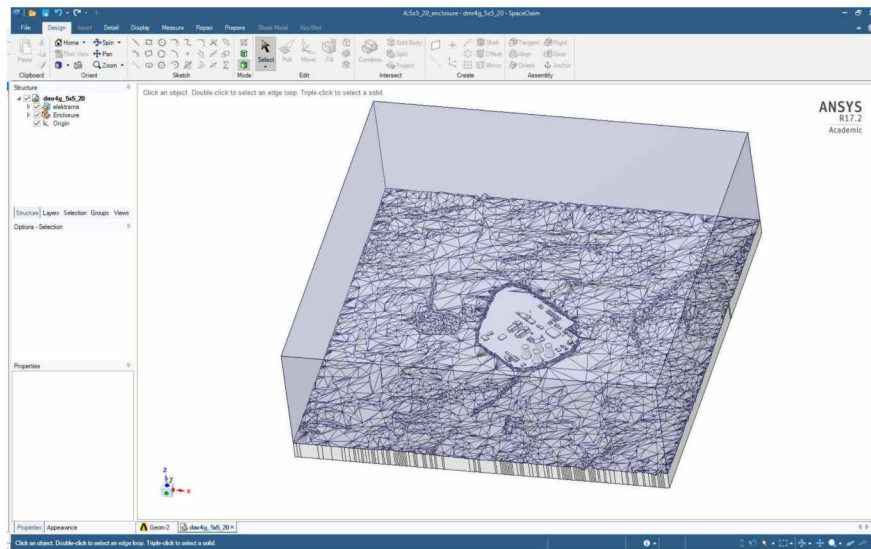 A:5x5_20_enclosure - dmr4g_5x5_20 - SpaceClaim
File Design Insert Detail Display Measure Repair Prepare Sheet Metal KeyShot
Home Spin
Plan View Pan
Zoom
Paste
Select Pull Move Fill
Combine
Split Body
Split
Project
Shell
Offset
Mirror
Tangent Rigid
Align Gear
Orient Anchor
Clipboard Orient Sketch Mode Edit Intersect Create Assembly
Structure
dmr4g_5x5_20
elektrarna
Enclosure
Origin
Structure Layers Selection Groups Views
Options - Selection
Properties
Click an object. Double-click to select an edge loop. Triple-click to select a solid.
ANSYS
R17.2
Academic
z
y
x
Properties Appearance
Geom-2 dmr4g_5x5_20
Click an object. Double-click to select an edge loop. Triple-click to select a solid.